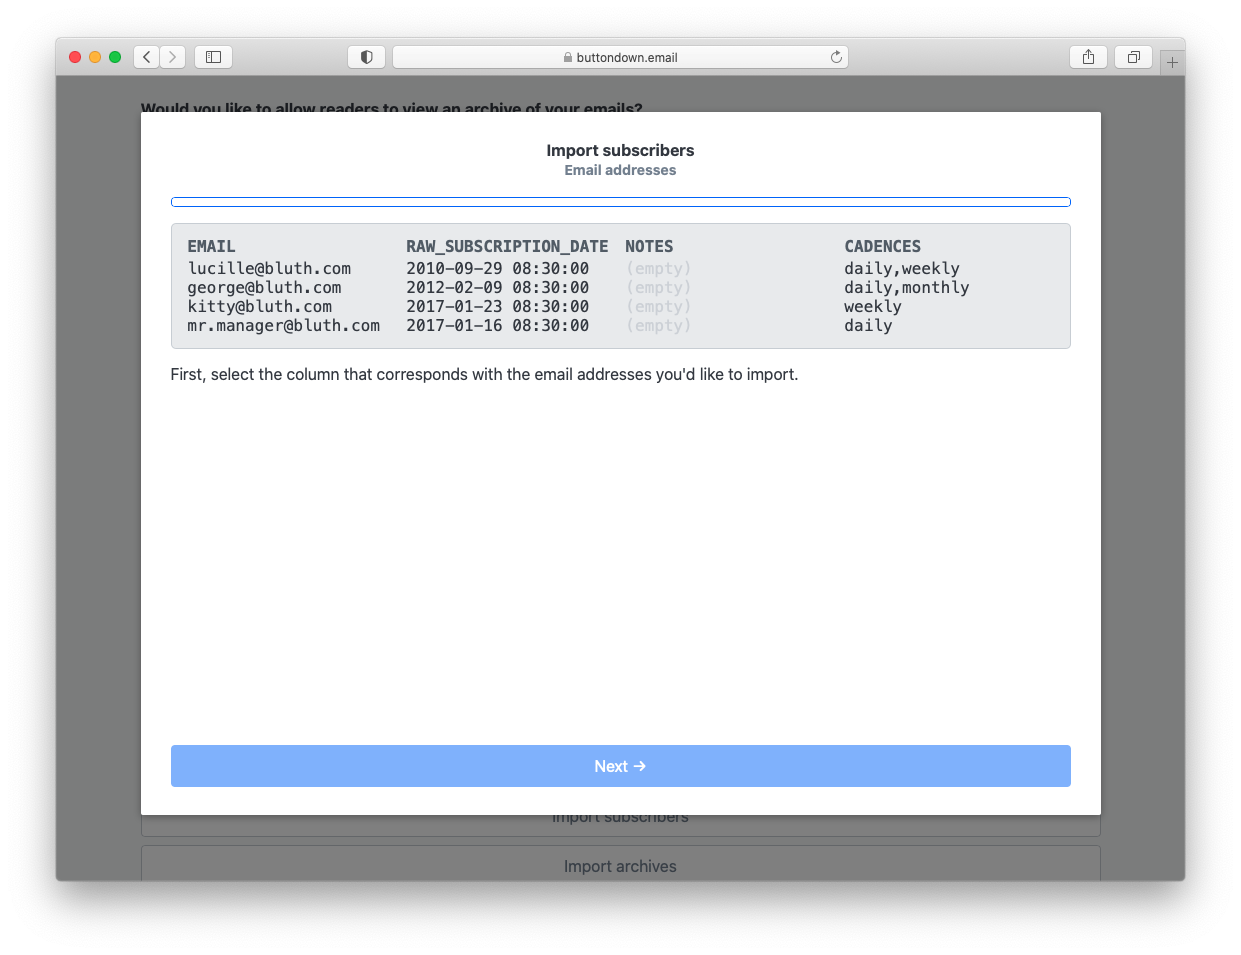 buttondown.email
Would you like to allow readers to view an archive of your emails?
Import subscribers
Email addresses
EMAIL RAW_SUBSCRIPTION_DATE NOTES CADENCES
lucille@bluth.com 2010-09-29 08:30:00 (empty) daily,weekly
george@bluth.com 2012-02-09 08:30:00 (empty) daily,monthly
kitty@bluth.com 2017-01-23 08:30:00 (empty) weekly
mr.manager@bluth.com 2017-01-16 08:30:00 (empty) daily
First, select the column that corresponds with the email addresses you'd like to import.
Next →
Import subscribers
Import archives